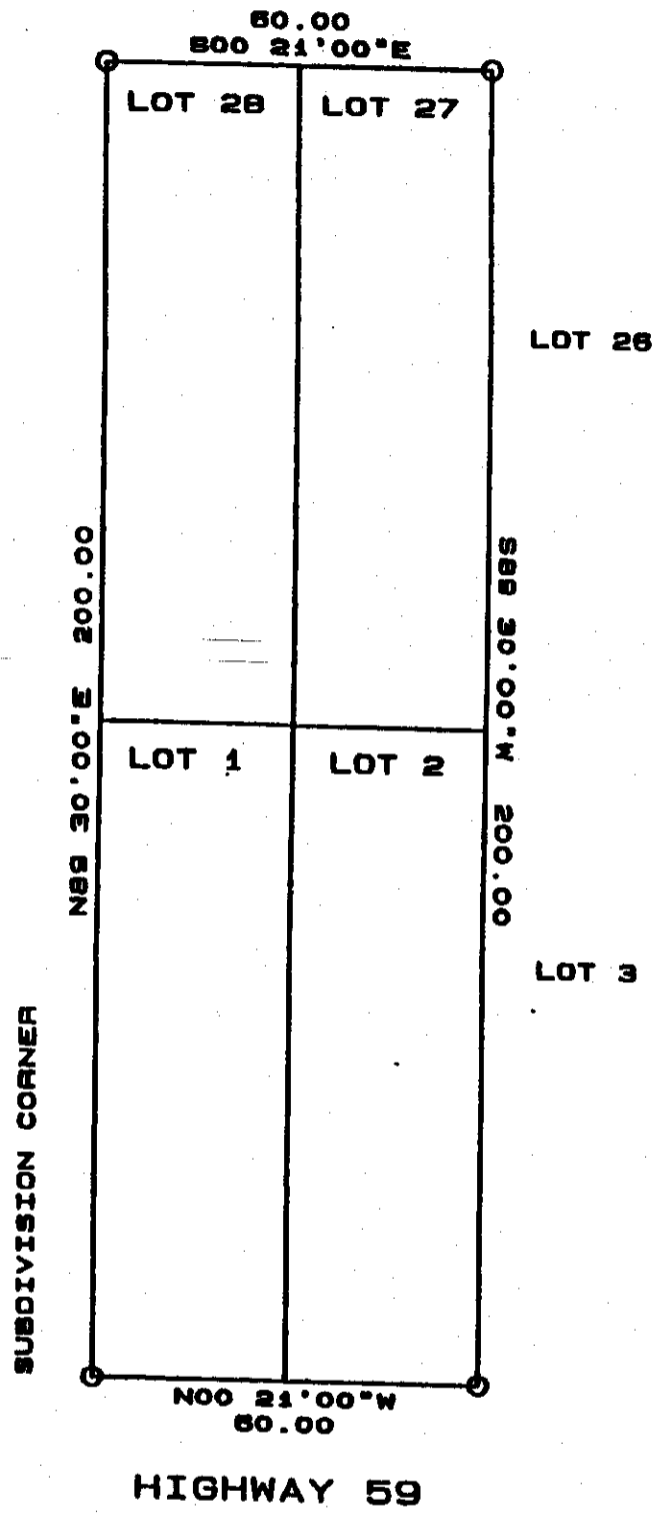 60.00
S00 21'00"E
LOT 28
LOT 27
LOT 26
N89 30'00"E 200.00
S89 30'00"W 200.00
LOT 1
LOT 2
LOT 3
SUBDIVISION CORNER
N00 21'00"W
60.00
HIGHWAY 59